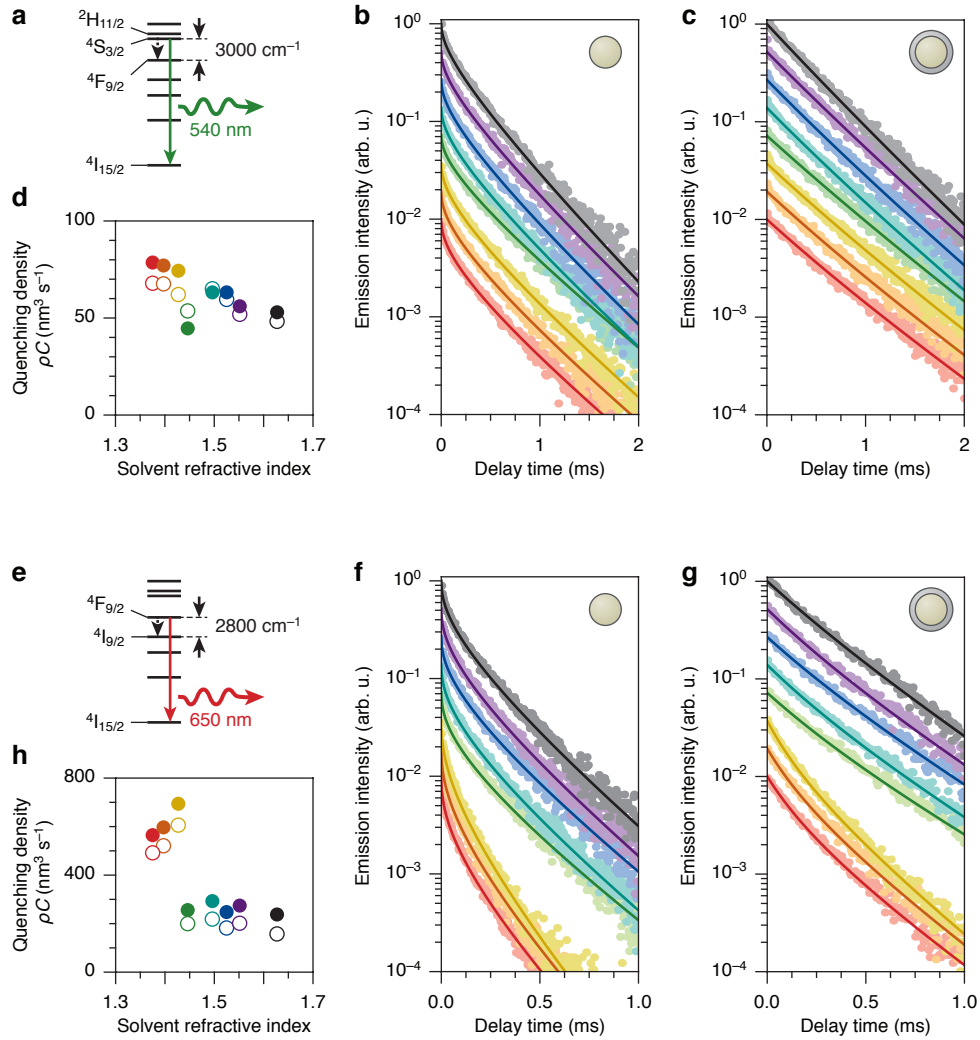 a
²H₁₁/₂
⁴S₃/₂
3000 cm⁻¹
⁴F₉/₂
540 nm
⁴I₁₅/₂
b
10⁰
10⁻¹
10⁻²
10⁻³
10⁻⁴
Emission intensity (arb. u.)
0
1
2
Delay time (ms)
c
10⁰
10⁻¹
10⁻²
10⁻³
10⁻⁴
Emission intensity (arb. u.)
0
1
2
Delay time (ms)
d
100
50
0
Quenching density
ρC (nm³ s⁻¹)
1.3
1.5
1.7
Solvent refractive index
e
⁴F₉/₂
⁴I₉/₂
2800 cm⁻¹
650 nm
⁴I₁₅/₂
f
10⁰
10⁻¹
10⁻²
10⁻³
10⁻⁴
Emission intensity (arb. u.)
0.0
0.5
1.0
Delay time (ms)
g
10⁰
10⁻¹
10⁻²
10⁻³
10⁻⁴
Emission intensity (arb. u.)
0.0
0.5
1.0
Delay time (ms)
h
800
400
0
Quenching density
ρC (nm³ s⁻¹)
1.3
1.5
1.7
Solvent refractive index